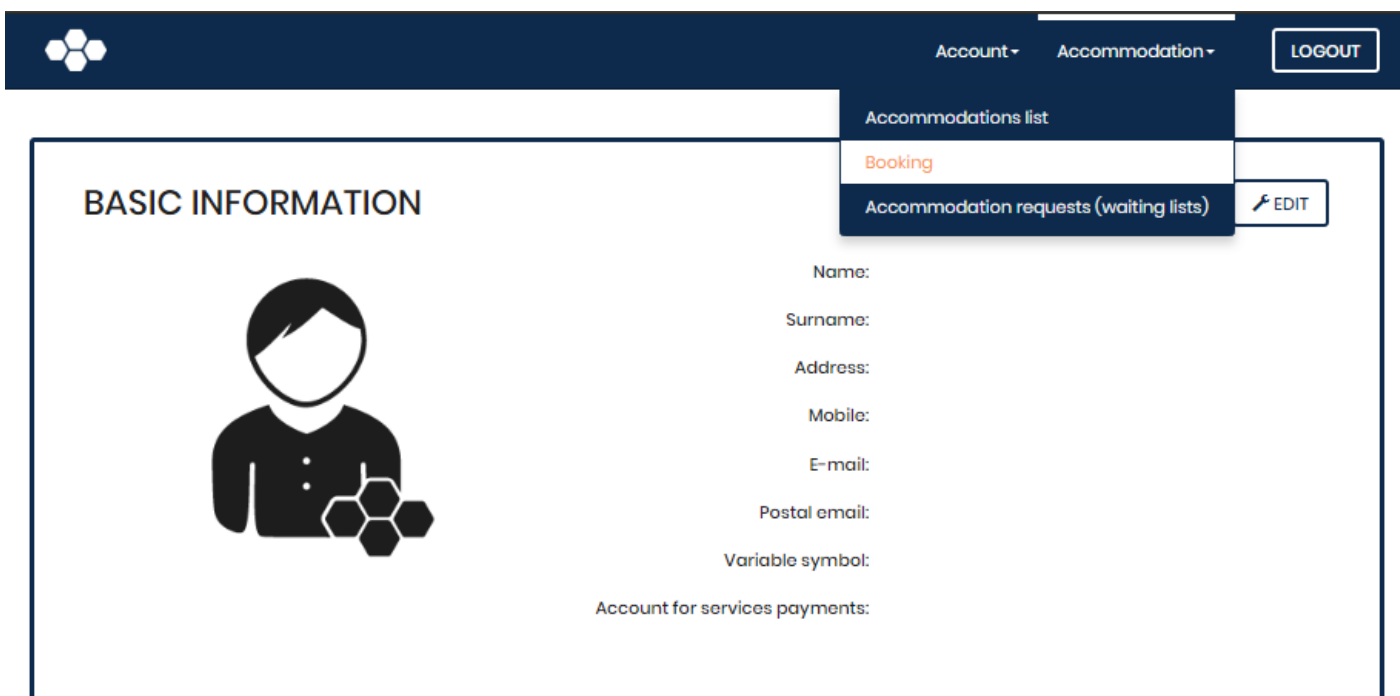 Account
Accommodation
LOGOUT
Accommodations list
Booking
Accommodation requests (waiting lists)
BASIC INFORMATION
EDIT
Name:
Surname:
Address:
Mobile:
E-mail:
Postal email:
Variable symbol:
Account for services payments: